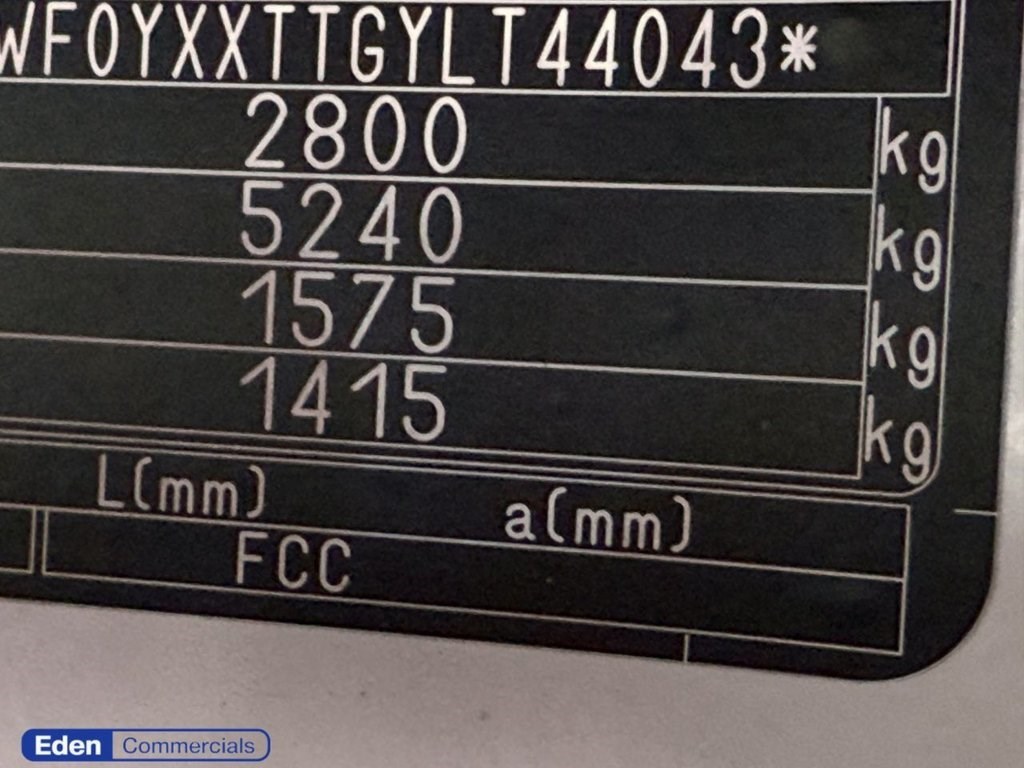 WF0YXXTTGYLT44043*
2800 kg
5240 kg
1575 kg
1415 kg
L(mm) a(mm)
FCC
Eden Commercials